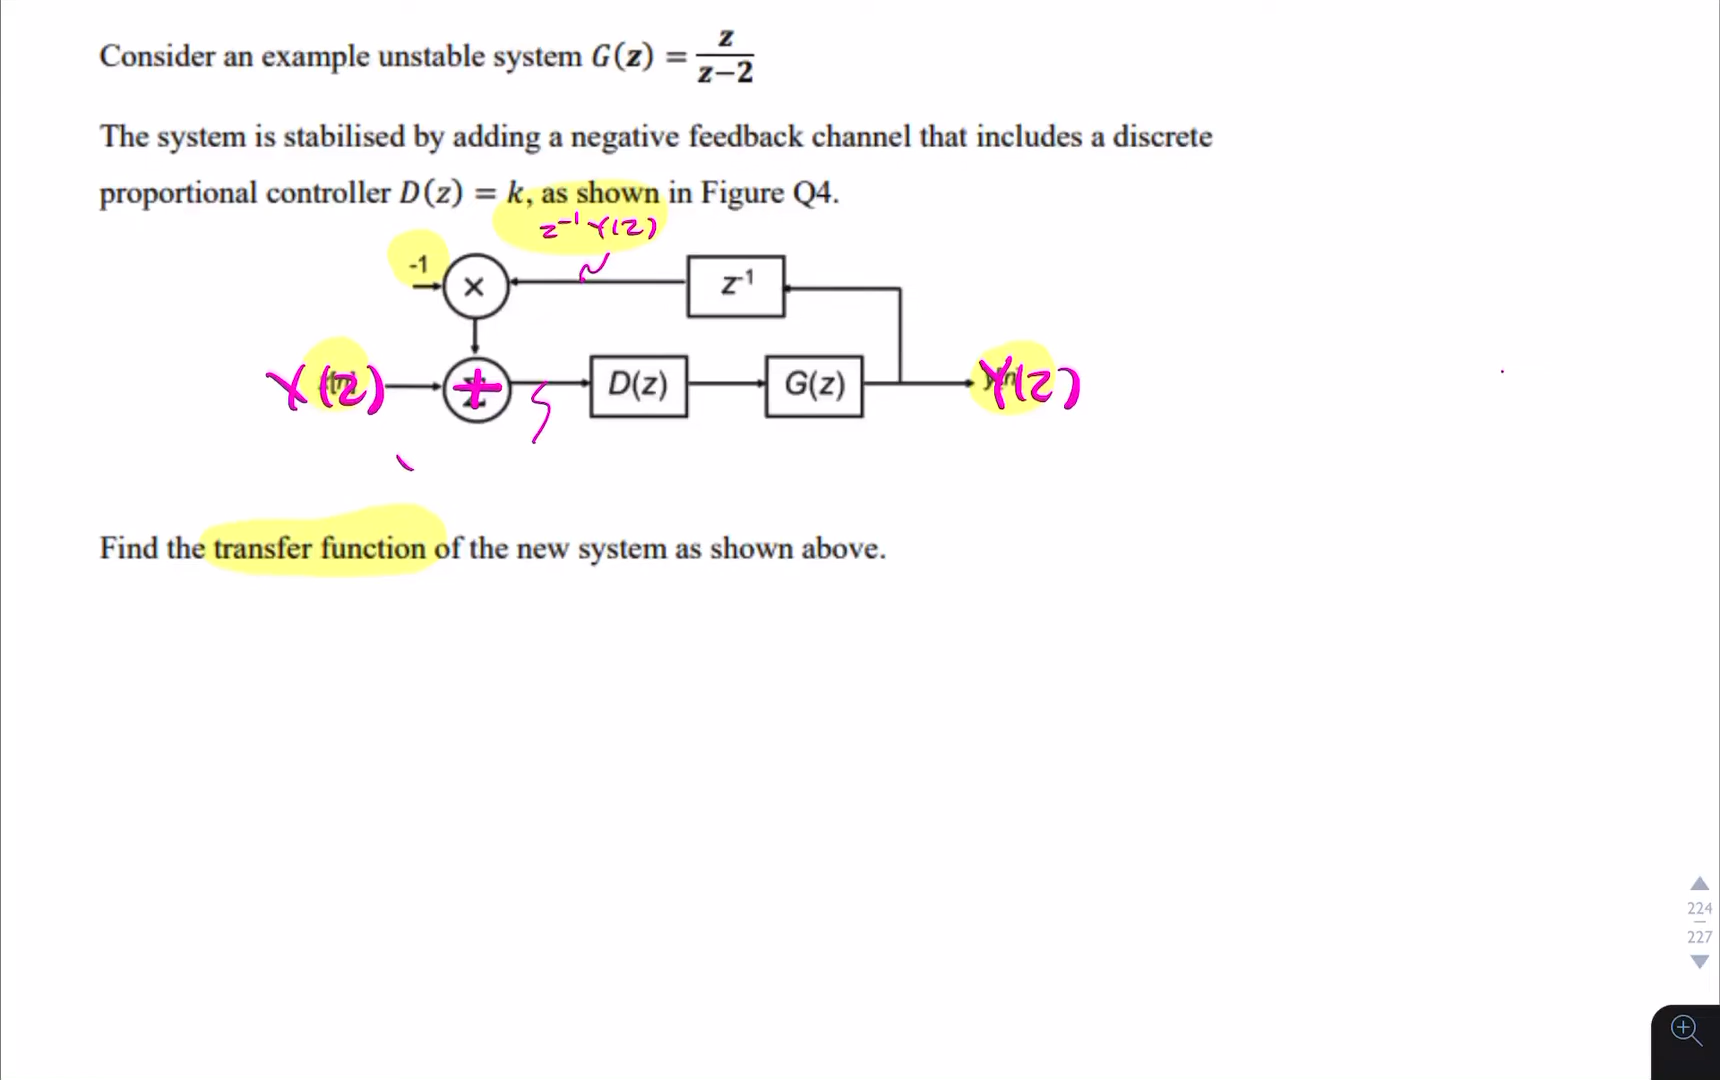 Consider an example unstable system G(z) = z/(z−2)
The system is stabilised by adding a negative feedback channel that includes a discrete
proportional controller D(z) = k, as shown in Figure Q4.
z⁻¹ Y(z)
-1
×
z⁻¹
X(z)
+
D(z)
G(z)
Y(z)
Find the transfer function of the new system as shown above.
224
227